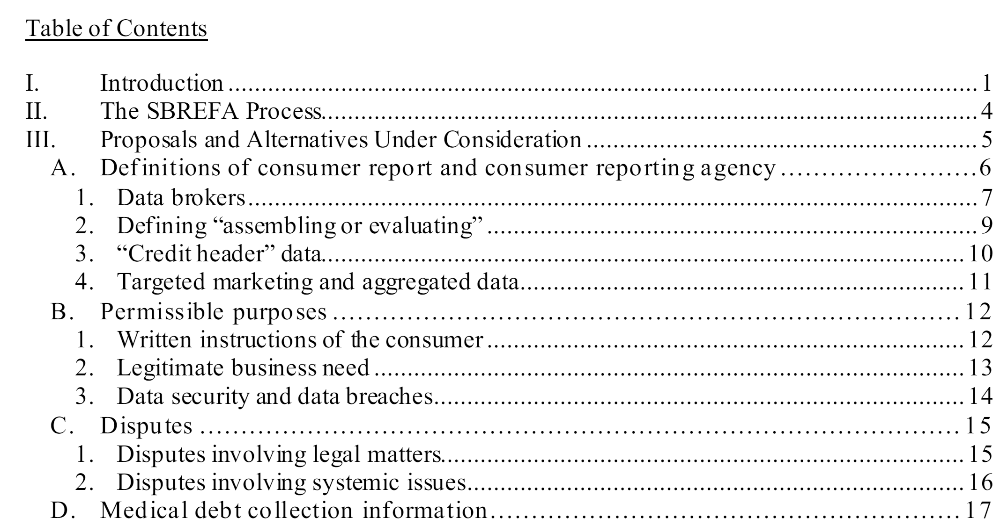 Table of Contents
I. Introduction ........................................................................................................ 1
II. The SBREFA Process........................................................................................ 4
III. Proposals and Alternatives Under Consideration ................................................ 5
A. Definitions of consumer report and consumer reporting agency ........................ 6
1. Data brokers........................................................................................................ 7
2. Defining “assembling or evaluating” ................................................................ 9
3. “Credit header” data........................................................................................ 10
4. Targeted marketing and aggregated data........................................................ 11
B. Permissible purposes ................................................................................ 12
1. Written instructions of the consumer ................................................................ 12
2. Legitimate business need ................................................................................ 13
3. Data security and data breaches........................................................................ 14
C. Disputes ........................................................................................................ 15
1. Disputes involving legal matters........................................................................ 15
2. Disputes involving systemic issues................................................................ 16
D. Medical debt collection information................................................................ 17